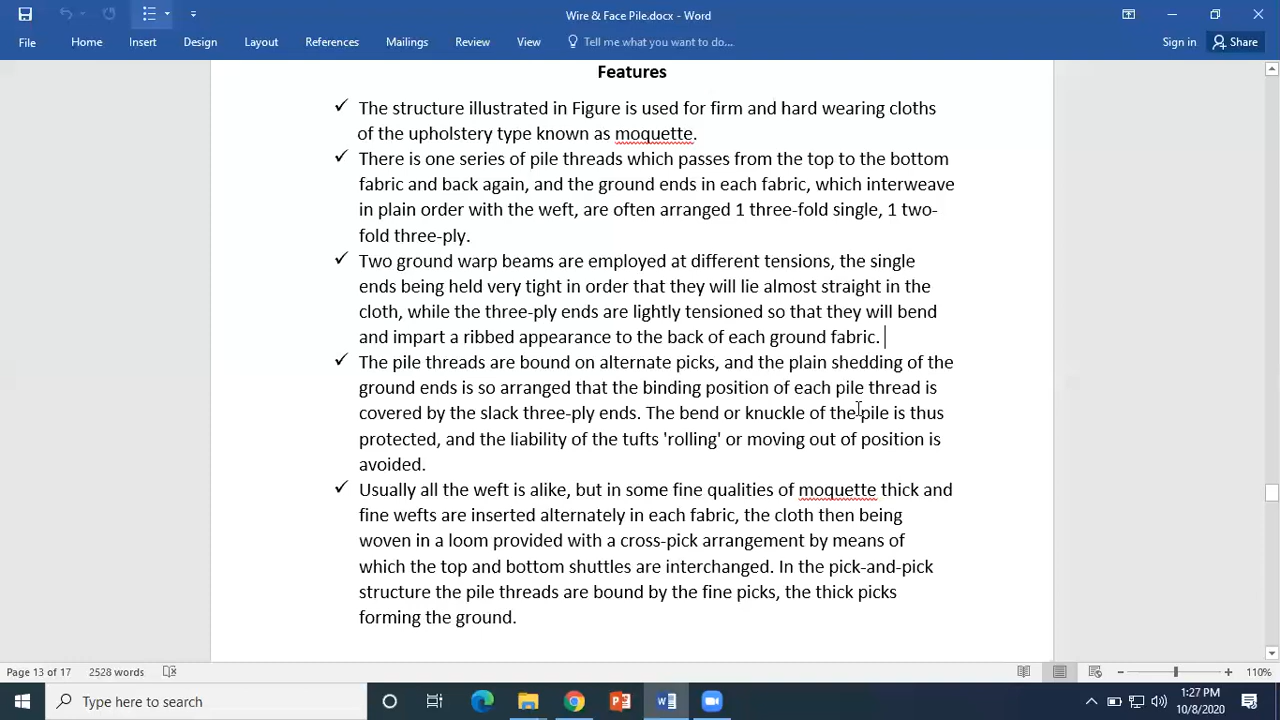 Wire & Face Pile.docx - Word
File Home Insert Design Layout References Mailings Review View Tell me what you want to do... Sign in Share
Features
✓ The structure illustrated in Figure is used for firm and hard wearing cloths
of the upholstery type known as moquette.
✓ There is one series of pile threads which passes from the top to the bottom
fabric and back again, and the ground ends in each fabric, which interweave
in plain order with the weft, are often arranged 1 three-fold single, 1 two-
fold three-ply.
✓ Two ground warp beams are employed at different tensions, the single
ends being held very tight in order that they will lie almost straight in the
cloth, while the three-ply ends are lightly tensioned so that they will bend
and impart a ribbed appearance to the back of each ground fabric.
✓ The pile threads are bound on alternate picks, and the plain shedding of the
ground ends is so arranged that the binding position of each pile thread is
covered by the slack three-ply ends. The bend or knuckle of the pile is thus
protected, and the liability of the tufts 'rolling' or moving out of position is
avoided.
✓ Usually all the weft is alike, but in some fine qualities of moquette thick and
fine wefts are inserted alternately in each fabric, the cloth then being
woven in a loom provided with a cross-pick arrangement by means of
which the top and bottom shuttles are interchanged. In the pick-and-pick
structure the pile threads are bound by the fine picks, the thick picks
forming the ground.
Page 13 of 17 2528 words 110%
Type here to search
1:27 PM
10/8/2020